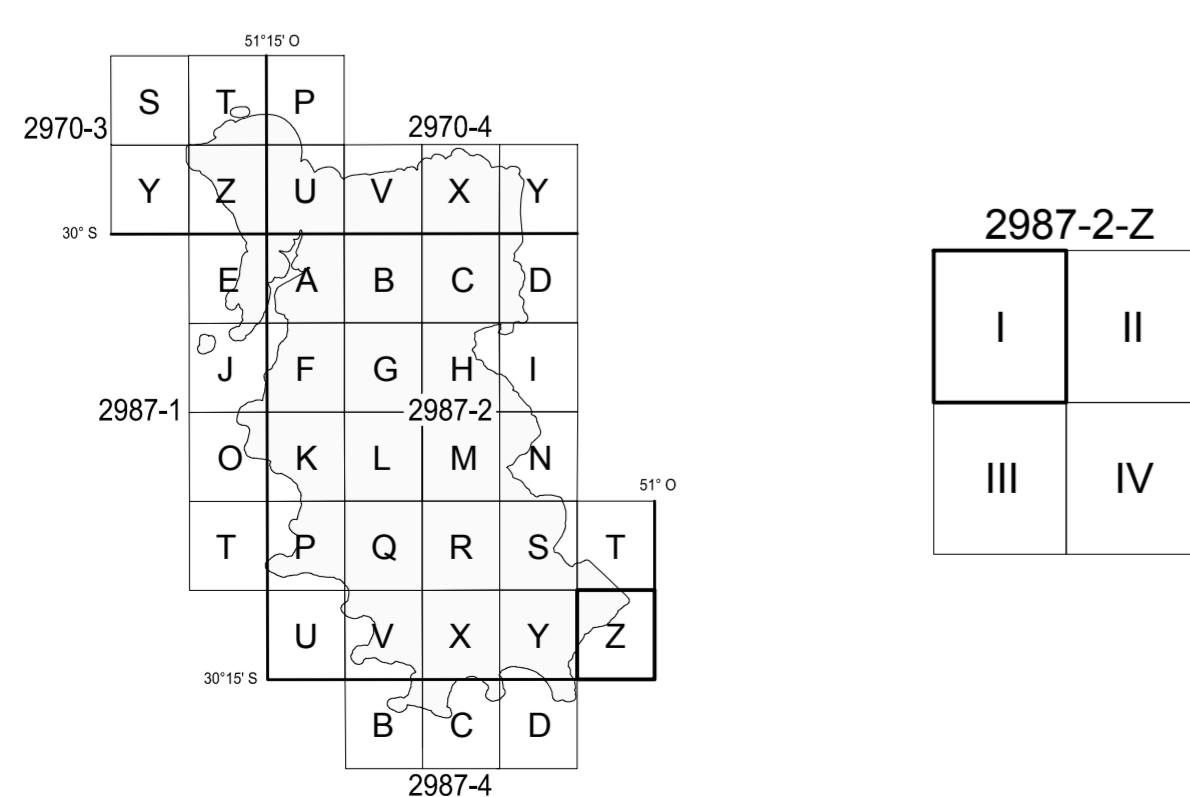 51°15' O
S T P
2970-3 2970-4
Y Z U V X Y
30° S
E A B C D
J F G H I
2987-1 2987-2
O K L M N
51° O
T P Q R S T
U V X Y Z
30°15' S
B C D
2987-4
2987-2-Z
I II
III IV